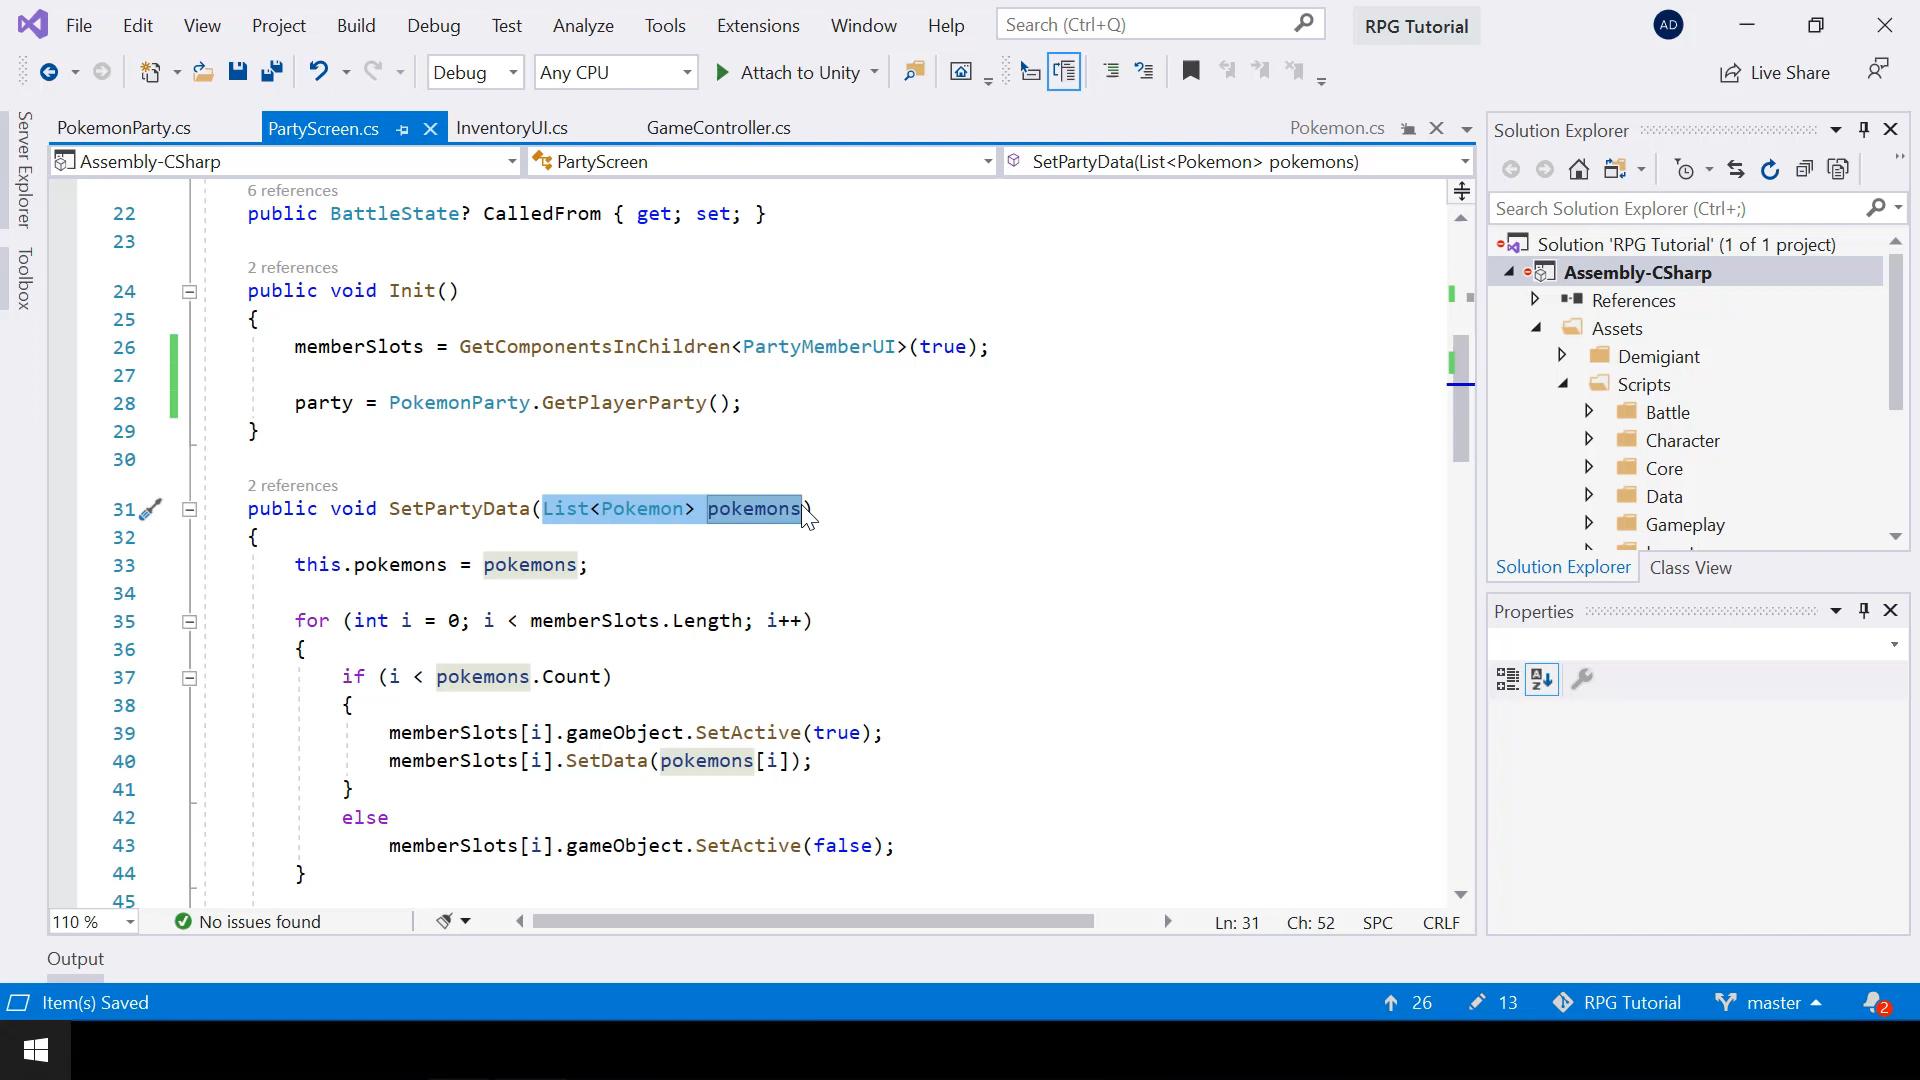 File Edit View Project Build Debug Test Analyze Tools Extensions Window Help Search (Ctrl+Q) RPG Tutorial AD
Debug Any CPU Attach to Unity Live Share
Server Explorer
Toolbox
PokemonParty.cs PartyScreen.cs InventoryUI.cs GameController.cs Pokemon.cs
Assembly-CSharp PartyScreen SetPartyData(List<Pokemon> pokemons)
6 references
22 public BattleState? CalledFrom { get; set; }
23
2 references
24 public void Init()
25 {
26 memberSlots = GetComponentsInChildren<PartyMemberUI>(true);
27
28 party = PokemonParty.GetPlayerParty();
29 }
30
2 references
31 public void SetPartyData(List<Pokemon> pokemons)
32 {
33 this.pokemons = pokemons;
34
35 for (int i = 0; i < memberSlots.Length; i++)
36 {
37 if (i < pokemons.Count)
38 {
39 memberSlots[i].gameObject.SetActive(true);
40 memberSlots[i].SetData(pokemons[i]);
41 }
42 else
43 memberSlots[i].gameObject.SetActive(false);
44 }
45
110 % No issues found Ln: 31 Ch: 52 SPC CRLF
Solution Explorer
Search Solution Explorer (Ctrl+;)
Solution 'RPG Tutorial' (1 of 1 project)
Assembly-CSharp
References
Assets
Demigiant
Scripts
Battle
Character
Core
Data
Gameplay
Solution Explorer Class View
Properties
Output
Item(s) Saved 26 13 RPG Tutorial master 2